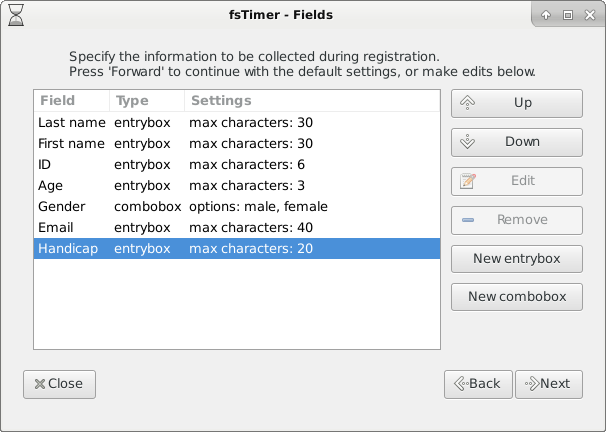 fsTimer - Fields
Specify the information to be collected during registration.
Press 'Forward' to continue with the default settings, or make edits below.
Field Type Settings
Last name entrybox max characters: 30
First name entrybox max characters: 30
ID entrybox max characters: 6
Age entrybox max characters: 3
Gender combobox options: male, female
Email entrybox max characters: 40
Handicap entrybox max characters: 20
Up
Down
Edit
Remove
New entrybox
New combobox
Close
Back
Next